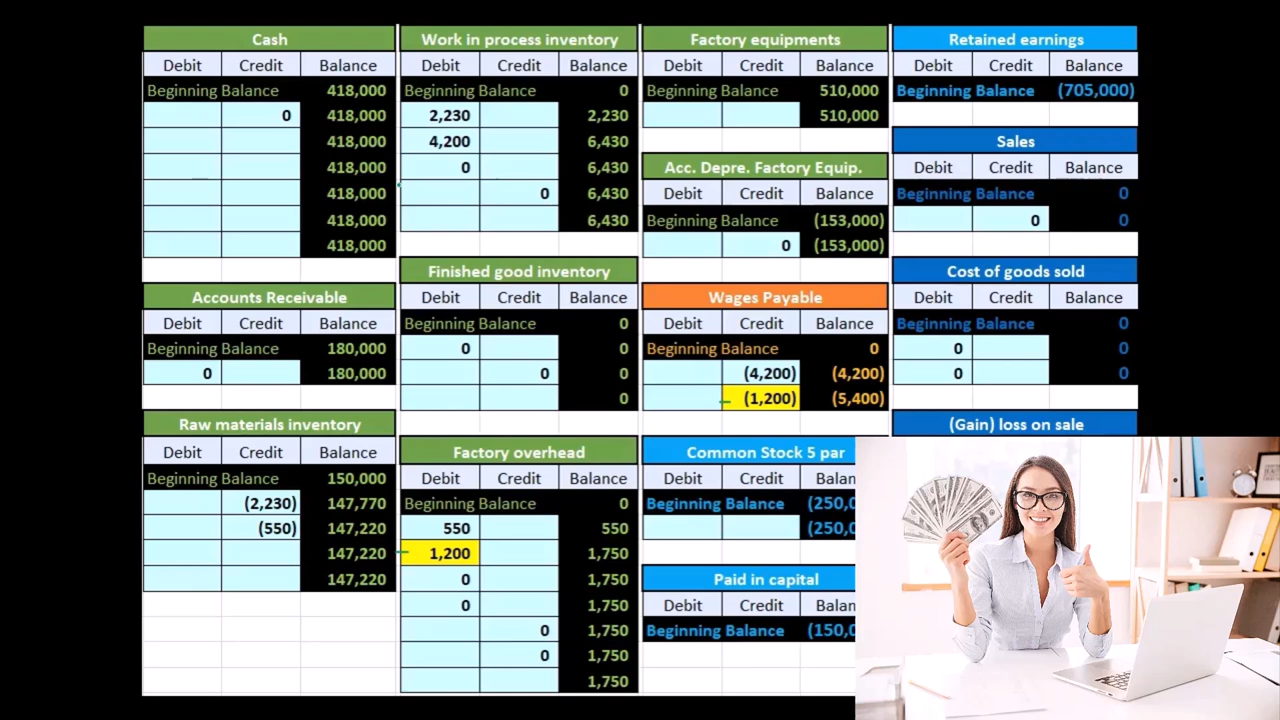 Cash
Debit Credit Balance
Beginning Balance 418,000
0 418,000
418,000
418,000
418,000
418,000
418,000
Accounts Receivable
Debit Credit Balance
Beginning Balance 180,000
0 180,000
Raw materials inventory
Debit Credit Balance
Beginning Balance 150,000
(2,230) 147,770
(550) 147,220
147,220
147,220
Work in process inventory
Debit Credit Balance
Beginning Balance 0
2,230 2,230
4,200 6,430
0 6,430
0 6,430
6,430
Finished good inventory
Debit Credit Balance
Beginning Balance 0
0 0
0 0
0
Factory overhead
Debit Credit Balance
Beginning Balance 0
550 550
1,200 1,750
0 1,750
0 1,750
0 1,750
0 1,750
1,750
Factory equipments
Debit Credit Balance
Beginning Balance 510,000
510,000
Acc. Depre. Factory Equip.
Debit Credit Balance
Beginning Balance (153,000)
0 (153,000)
Wages Payable
Debit Credit Balance
Beginning Balance 0
(4,200) (4,200)
(1,200) (5,400)
Common Stock 5 par
Debit Credit Balan
Beginning Balance (250,0
(250,0
Paid in capital
Debit Credit Balan
Beginning Balance (150,0
Retained earnings
Debit Credit Balance
Beginning Balance (705,000)
Sales
Debit Credit Balance
Beginning Balance 0
0 0
Cost of goods sold
Debit Credit Balance
Beginning Balance 0
0 0
0 0
(Gain) loss on sale